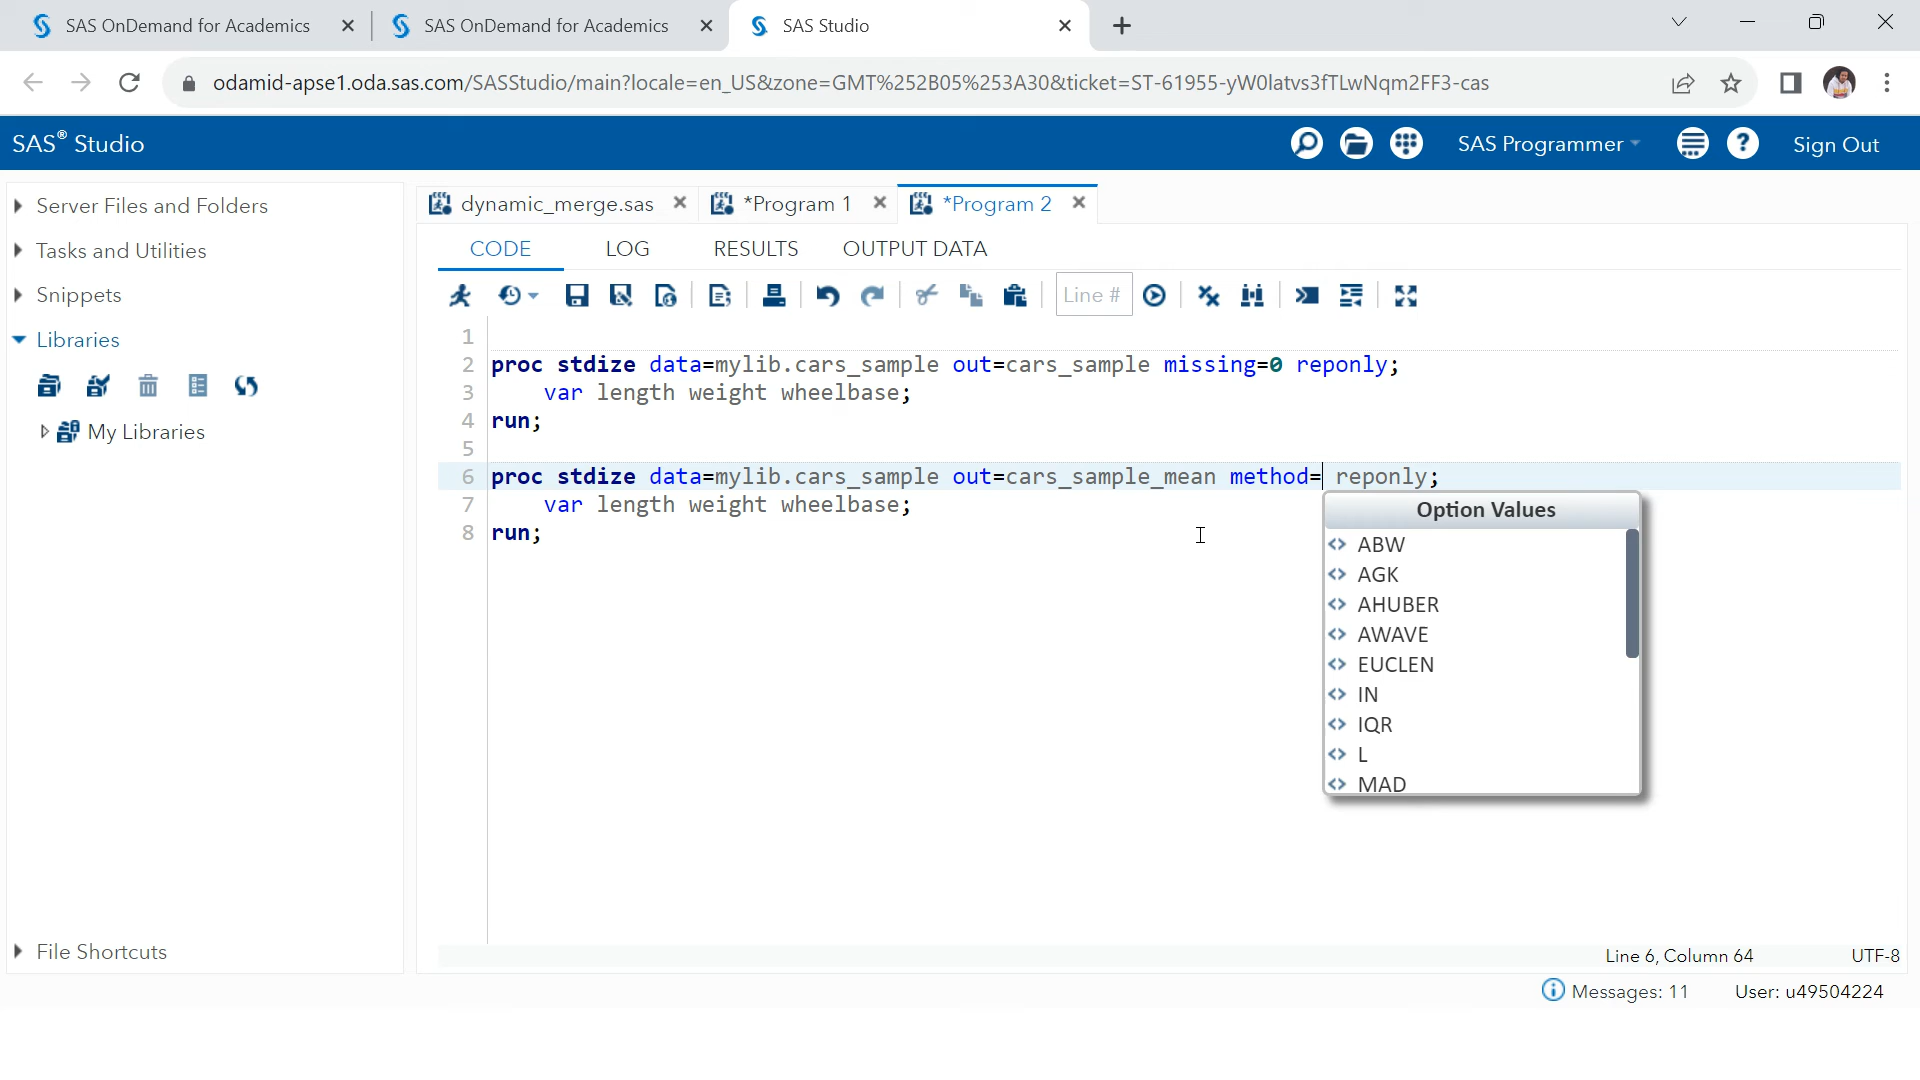 SAS OnDemand for Academics
SAS OnDemand for Academics
SAS Studio
odamid-apse1.oda.sas.com/SASStudio/main?locale=en_US&zone=GMT%252B05%253A30&ticket=ST-61955-yW0latvs3fTLwNqm2FF3-cas
SAS® Studio
SAS Programmer
Sign Out
Server Files and Folders
Tasks and Utilities
Snippets
Libraries
My Libraries
File Shortcuts
dynamic_merge.sas
*Program 1
*Program 2
CODE LOG RESULTS OUTPUT DATA
Line #
1
2 proc stdize data=mylib.cars_sample out=cars_sample missing=0 reponly;
3 var length weight wheelbase;
4 run;
5
6 proc stdize data=mylib.cars_sample out=cars_sample_mean method= reponly;
7 var length weight wheelbase;
8 run;
Option Values
<> ABW
<> AGK
<> AHUBER
<> AWAVE
<> EUCLEN
<> IN
<> IQR
<> L
<> MAD
Line 6, Column 64
UTF-8
Messages: 11
User: u49504224